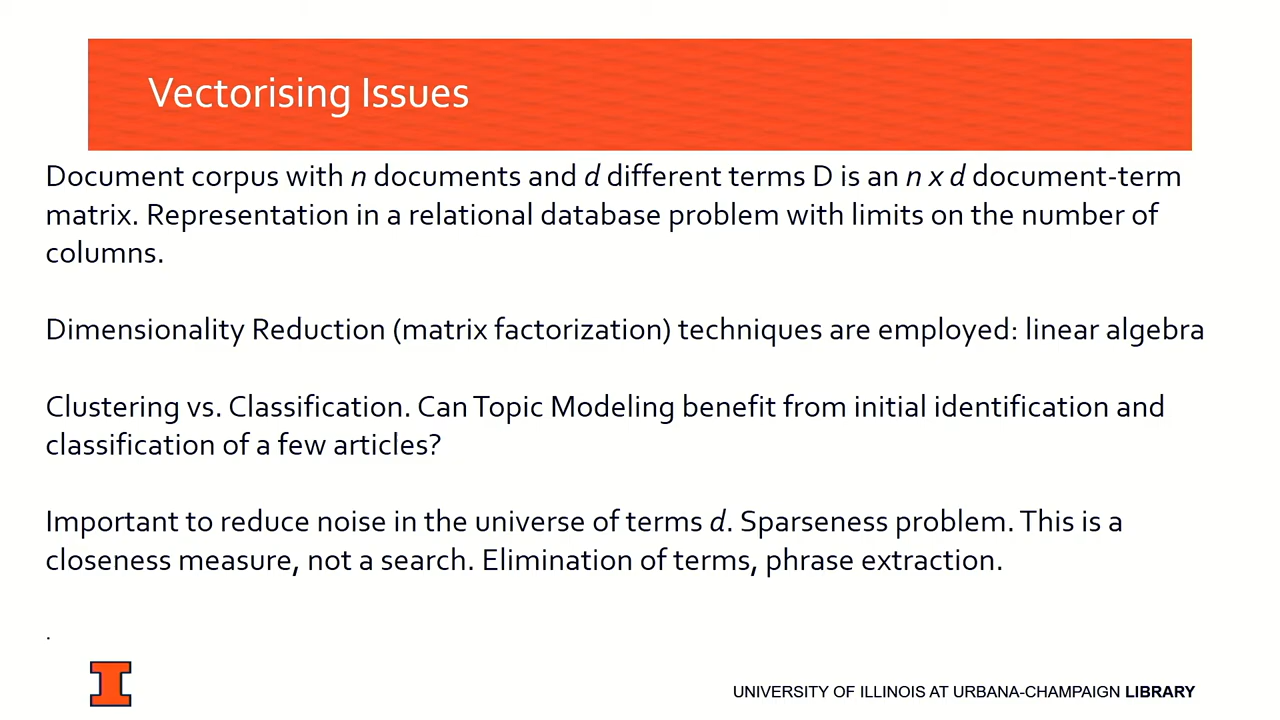 Vectorising Issues
Document corpus with n documents and d different terms D is an n x d document-term
matrix. Representation in a relational database problem with limits on the number of
columns.
Dimensionality Reduction (matrix factorization) techniques are employed: linear algebra
Clustering vs. Classification. Can Topic Modeling benefit from initial identification and
classification of a few articles?
Important to reduce noise in the universe of terms d. Sparseness problem. This is a
closeness measure, not a search. Elimination of terms, phrase extraction.
.
I
UNIVERSITY OF ILLINOIS AT URBANA-CHAMPAIGN LIBRARY